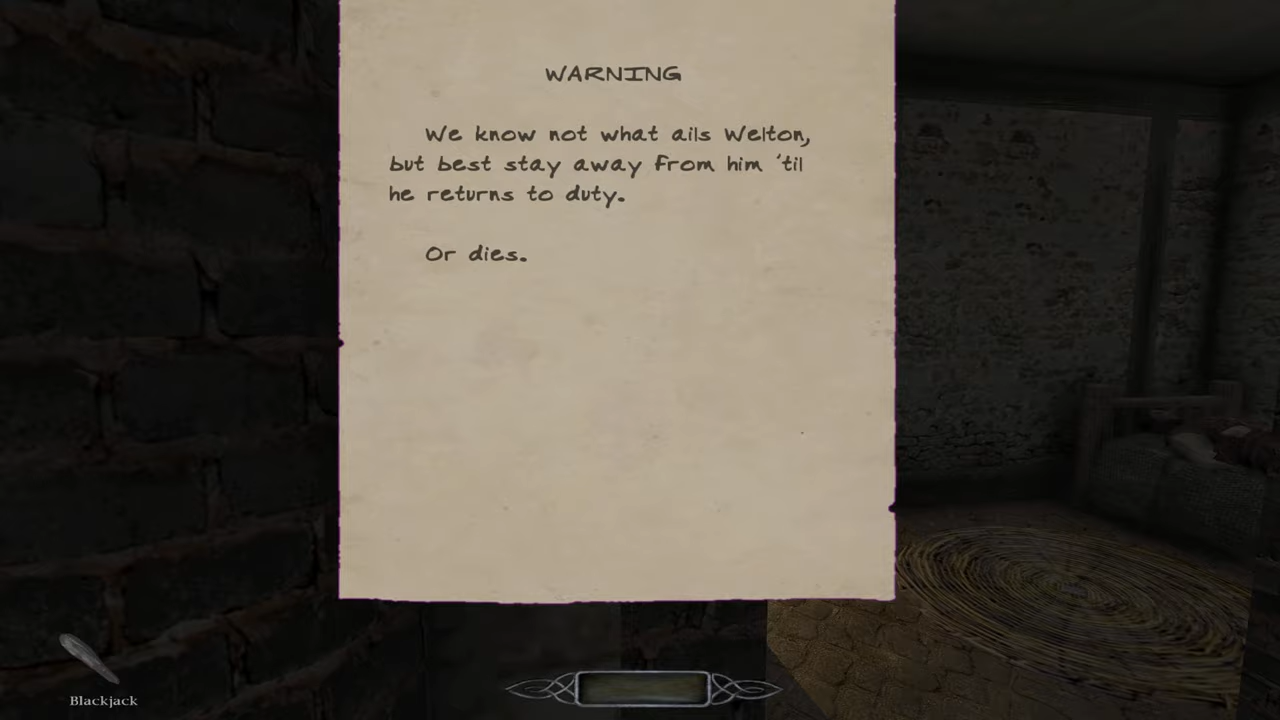 WARNING
We know not what ails Welton,
but best stay away from him 'til
he returns to duty.
Or dies.
Blackjack